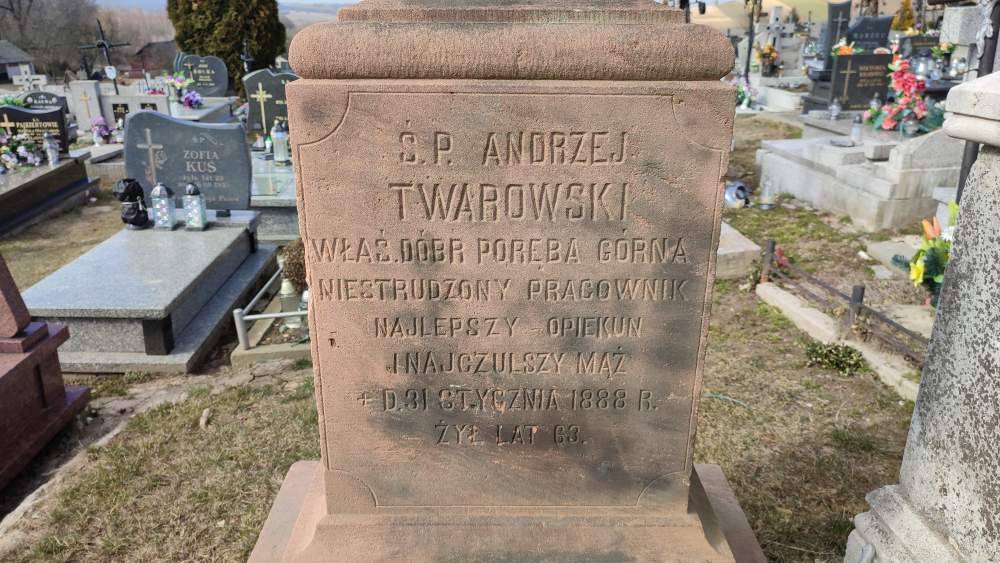 Ś. P. ANDRZEJ
TWAROWSKI
WŁAŚ. DÓBR PORĘBA GÓRNA
NIESTRUDZONY PRACOWNIK
NAJLEPSZY OPIEKUN
I NAJCZULSZY MĄŻ
+ D. 31 STYCZNIA 1888 R.
ŻYŁ LAT 63.
ZOFIA
KUŚ